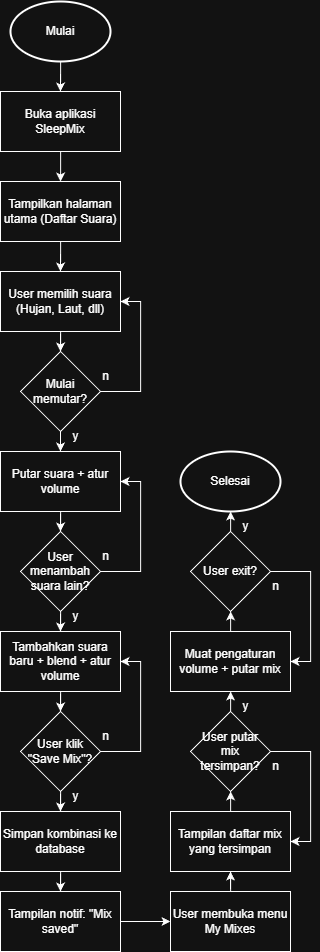 Mulai
Buka aplikasi
SleepMix
Tampilkan halaman
utama (Daftar Suara)
User memilih suara
(Hujan, Laut, dll)
Mulai
memutar?
n
y
Putar suara + atur
volume
User
menambah
suara lain?
n
y
Tambahkan suara
baru + blend + atur
volume
User klik
"Save Mix"?
n
y
Simpan kombinasi ke
database
Tampilan notif: "Mix
saved"
User membuka menu
My Mixes
Tampilan daftar mix
yang tersimpan
User putar
mix
tersimpan?
n
y
Muat pengaturan
volume + putar mix
User exit?
n
y
Selesai